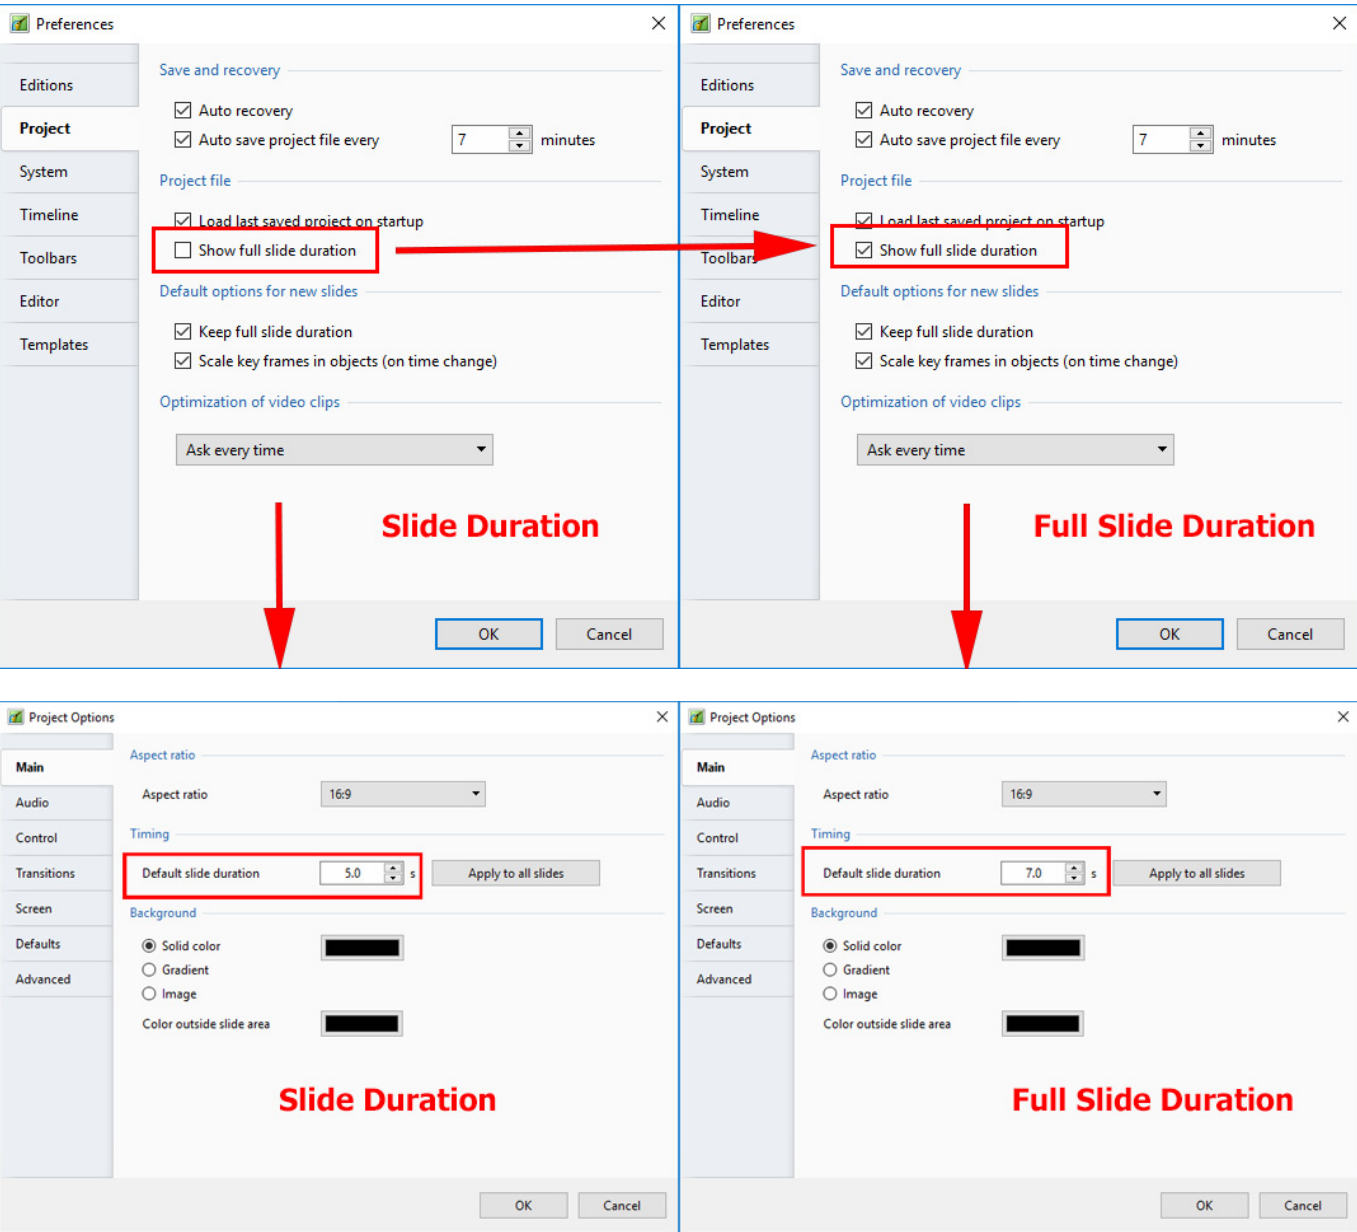 Preferences
Editions
Project
System
Timeline
Toolbars
Editor
Templates
Save and recovery
Auto recovery
Auto save project file every 7 minutes
Project file
Load last saved project on startup
Show full slide duration
Default options for new slides
Keep full slide duration
Scale key frames in objects (on time change)
Optimization of video clips
Ask every time
Slide Duration
OK Cancel
Preferences
Editions
Project
System
Timeline
Toolbars
Editor
Templates
Save and recovery
Auto recovery
Auto save project file every 7 minutes
Project file
Load last saved project on startup
Show full slide duration
Default options for new slides
Keep full slide duration
Scale key frames in objects (on time change)
Optimization of video clips
Ask every time
Full Slide Duration
OK Cancel
Project Options
Main
Audio
Control
Transitions
Screen
Defaults
Advanced
Aspect ratio
Aspect ratio 16:9
Timing
Default slide duration 5.0 s Apply to all slides
Background
Solid color
Gradient
Image
Color outside slide area
Slide Duration
OK Cancel
Project Options
Main
Audio
Control
Transitions
Screen
Defaults
Advanced
Aspect ratio
Aspect ratio 16:9
Timing
Default slide duration 7.0 s Apply to all slides
Background
Solid color
Gradient
Image
Color outside slide area
Full Slide Duration
OK Cancel